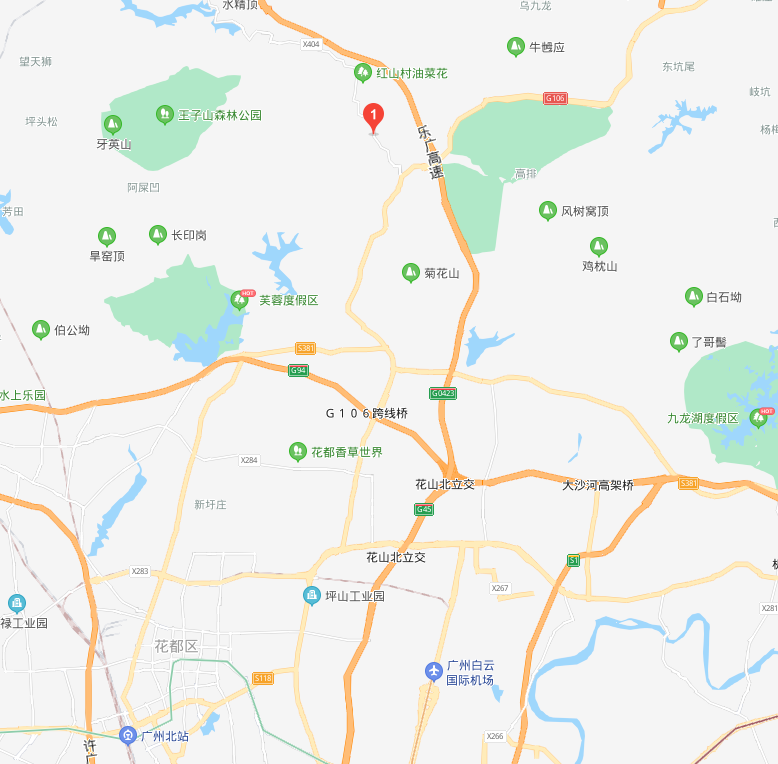 水精顶
乌九龙
X404
牛鸊应
望天狮
红山村油菜花
东坑尾
岐坑
G106
1
王子山森林公园
坪头松
牙英山
杨梅
乐广高速
高排
阿屎凹
芳田
风树窝顶
长印岗
旱窑顶
鸡枕山
菊花山
HOT
芙蓉度假区
白石坳
伯公坳
了哥髻
S381
G94
水上乐园
G0423
G106跨线桥
HOT
九龙湖度假区
花都香草世界
X284
花山北立交
大沙河高架桥
S381
新圩庄
G45
花山北立交
S1
X283
X267
坪山工业园
禄工业园
X281
花都区
广州白云
国际机场
S118
广州北站
X266
许广